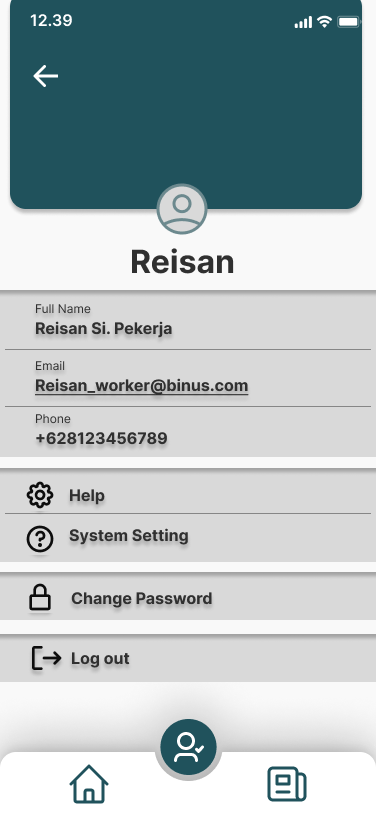 12.39
Reisan
Full Name
Reisan Si. Pekerja
Email
Reisan_worker@binus.com
Phone
+628123456789
Help
System Setting
Change Password
Log out